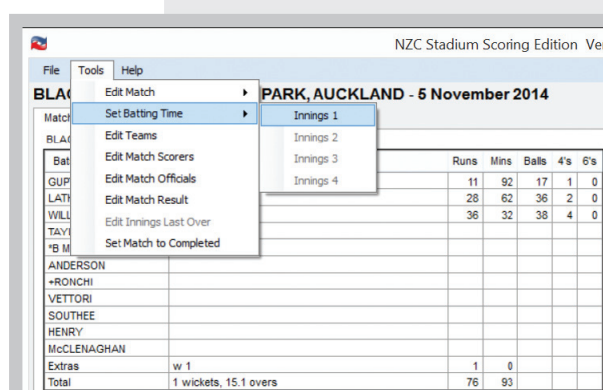 NZC Stadium Scoring Edition Ve
File Tools Help
BLA PARK, AUCKLAND - 5 November 2014
Edit Match
Set Batting Time
Edit Teams
Edit Match Scorers
Edit Match Officials
Edit Match Result
Edit Innings Last Over
Set Match to Completed
Innings 1
Innings 2
Innings 3
Innings 4
Match
BLAC
Bat Runs Mins Balls 4's 6's
GUP 11 92 17 1 0
LATH 28 62 36 2 0
WILL 36 32 38 4 0
TAY
*B M
ANDERSON
+RONCHI
VETTORI
SOUTHEE
HENRY
McCLENAGHAN
Extras w 1 1 0
Total 1 wickets, 15.1 overs 76 93